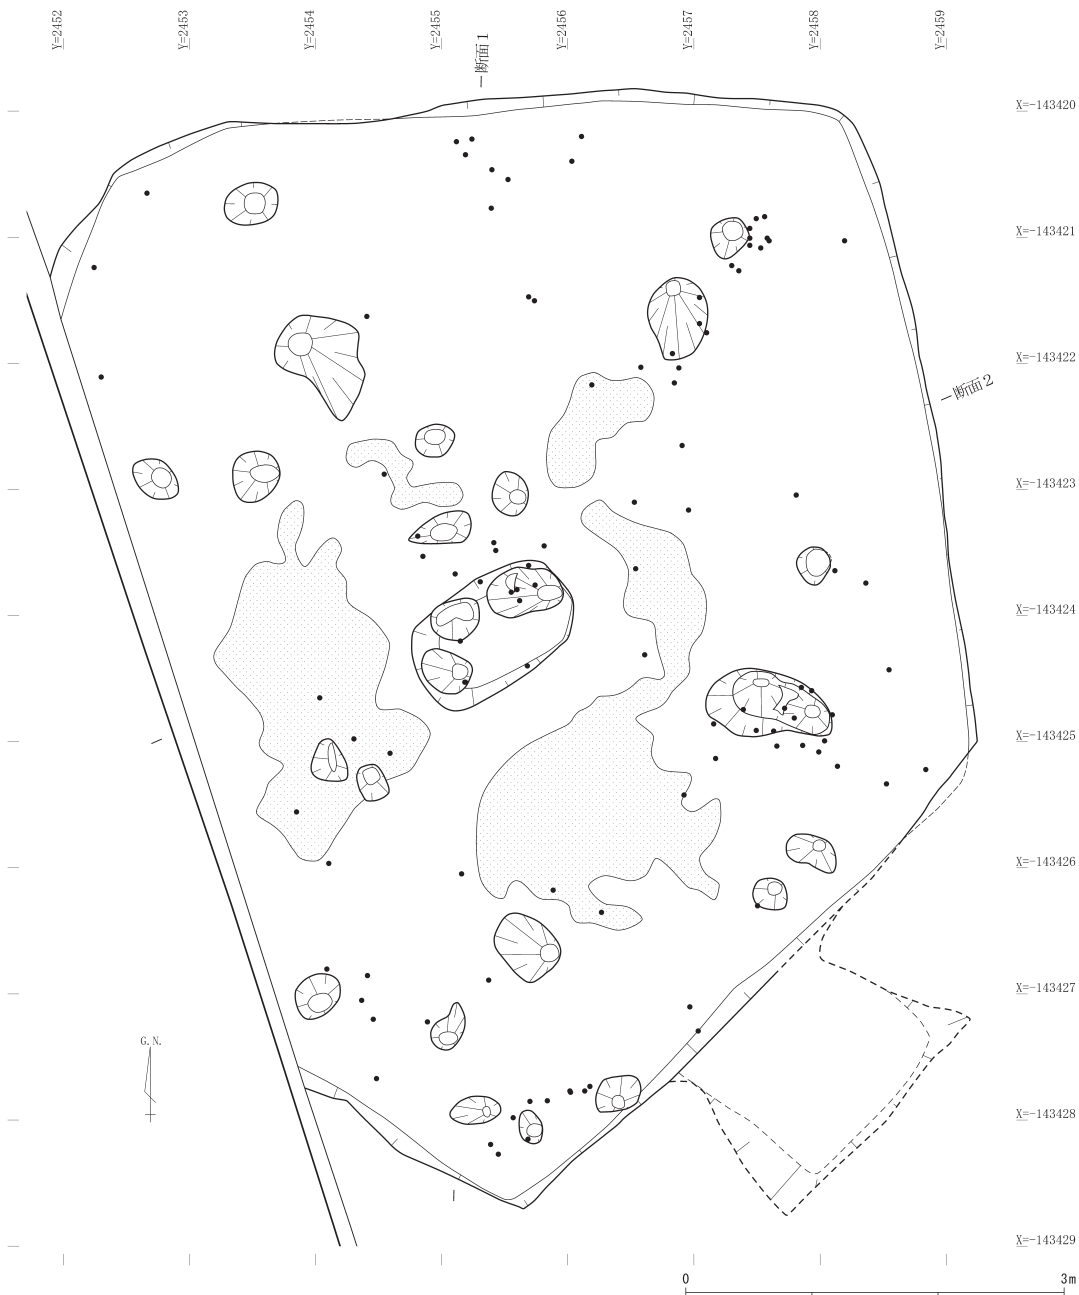 Y=2452
Y=2453
Y=2454
Y=2455
Y=2456
Y=2457
Y=2458
Y=2459
断面1
X=-143420
X=-143421
X=-143422
断面2
X=-143423
X=-143424
X=-143425
X=-143426
X=-143427
G.N.
X=-143428
X=-143429
0 3m